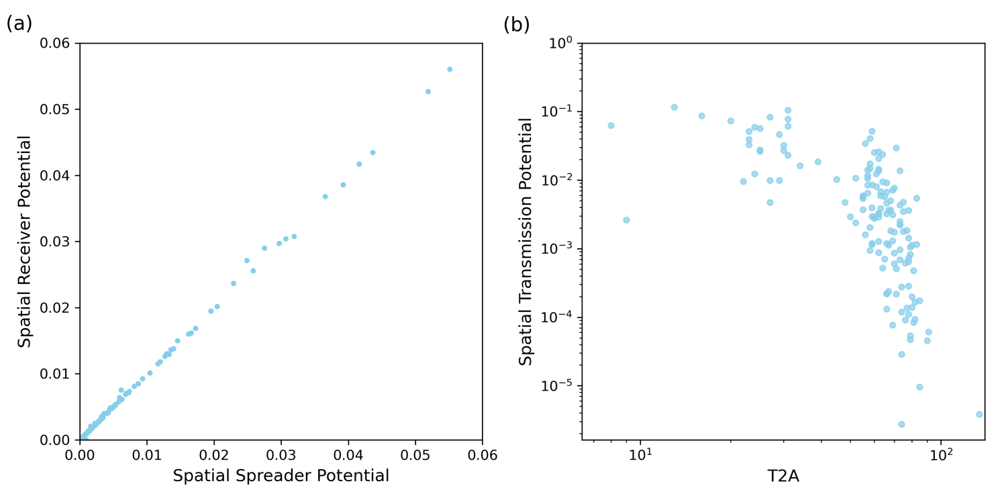 (a)
0.06
0.05
0.04
0.03
0.02
0.01
0.00
Spatial Receiver Potential
0.00 0.01 0.02 0.03 0.04 0.05 0.06
Spatial Spreader Potential
(b)
10⁰
10⁻¹
10⁻²
10⁻³
10⁻⁴
10⁻⁵
Spatial Transmission Potential
10¹ 10²
T2A